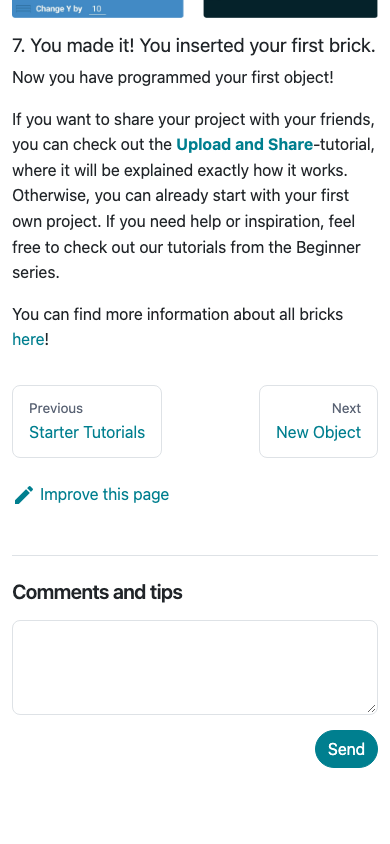 Change Y by 10
7. You made it! You inserted your first brick.
Now you have programmed your first object!
If you want to share your project with your friends,
you can check out the Upload and Share-tutorial,
where it will be explained exactly how it works.
Otherwise, you can already start with your first
own project. If you need help or inspiration, feel
free to check out our tutorials from the Beginner
series.
You can find more information about all bricks
here!
Previous
Starter Tutorials
Next
New Object
Improve this page
Comments and tips
Send